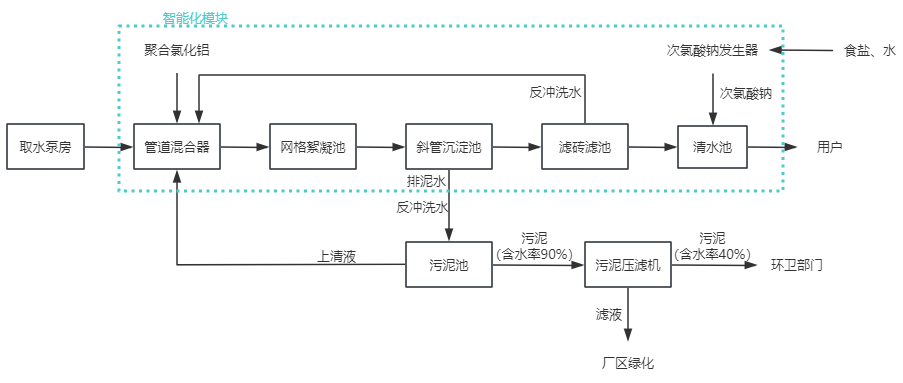 智能化模块
聚合氯化铝
次氯酸钠发生器
食盐、水
反冲洗水
次氯酸钠
取水泵房
管道混合器
网格絮凝池
斜管沉淀池
滤砖滤池
清水池
用户
排泥水
反冲洗水
上清液
污泥池
污泥
(含水率90%)
污泥压滤机
污泥
(含水率40%)
环卫部门
滤液
厂区绿化